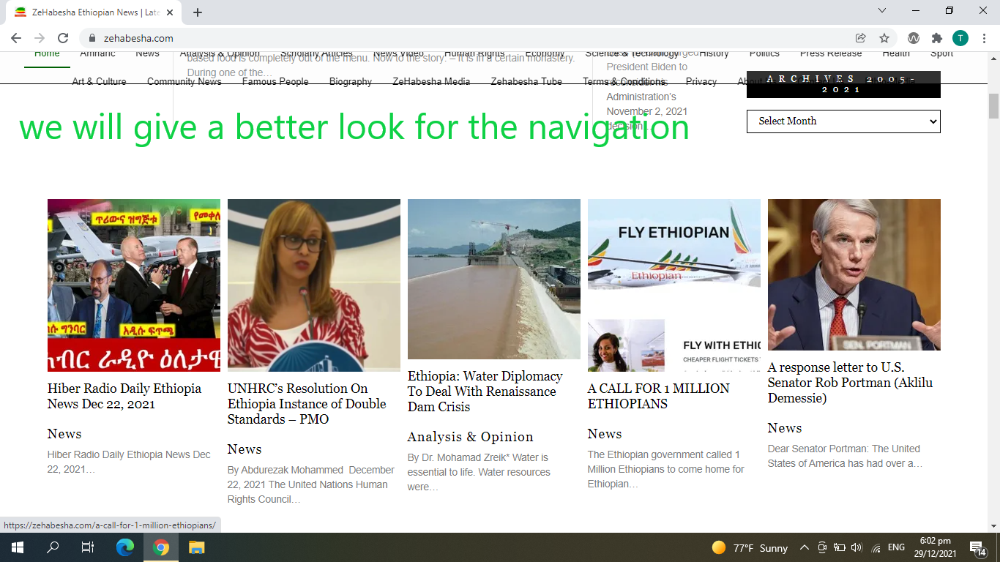 ZeHabesha Ethiopian News | Late
zehabesha.com
T
Home Amharic News Analysis & Opinion Scholarly Articles News Video Human Rights Economy Science & Technology History Politics Press Release Health Sport
Art & Culture Community News Famous People Biography ZeHabesha Media Zehabesha Tube Terms & Conditions Privacy
based food is completely out of the menu. Now to the story: – It is in a certain monastery.
During one of the…
President Biden to
Administration's
November 2, 2021
decision…
ARCHIVES 2005-
2021
Select Month
we will give a better look for the navigation
ጥሪውና ዝግጅቱ
የመቀለ
ግንባር
አዲሱ ፍጥጫ
ሕብር ራዲዮ ዕለታዊ
Hiber Radio Daily Ethiopia
News Dec 22, 2021
News
Hiber Radio Daily Ethiopia News Dec
22, 2021…
UNHRC's Resolution On
Ethiopia Instance of Double
Standards – PMO
News
By Abdurezak Mohammed December
22, 2021 The United Nations Human
Rights Council…
Ethiopia: Water Diplomacy
To Deal With Renaissance
Dam Crisis
Analysis & Opinion
By Dr. Mohamad Zreik* Water is
essential to life. Water resources
were…
FLY ETHIOPIAN
Ethiopian
FLY WITH ETHIO
CHEAPER FLIGHT TICKETS
A CALL FOR 1 MILLION
ETHIOPIANS
News
The Ethiopian government called 1
Million Ethiopians to come home for
Ethiopian…
SEN. PORTMAN
A response letter to U.S.
Senator Rob Portman (Aklilu
Demessie)
News
Dear Senator Portman: The United
States of America has had over a…
https://zehabesha.com/a-call-for-1-million-ethiopians/
77°F Sunny
ENG
6:02 pm
29/12/2021
14